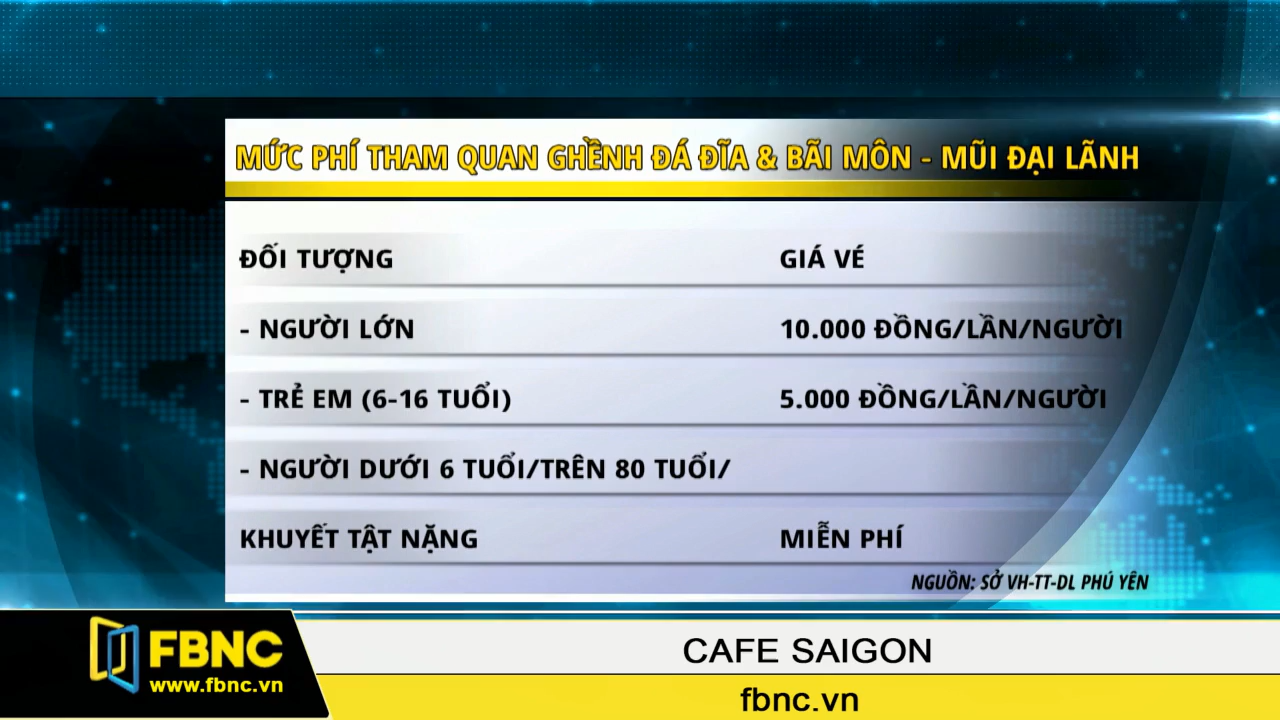 MỨC PHÍ THAM QUAN GHỀNH ĐÁ ĐĨA & BÃI MÔN - MŨI ĐẠI LÃNH
ĐỐI TƯỢNG GIÁ VÉ
- NGƯỜI LỚN 10.000 ĐỒNG/LẦN/NGƯỜI
- TRẺ EM (6-16 TUỔI) 5.000 ĐỒNG/LẦN/NGƯỜI
- NGƯỜI DƯỚI 6 TUỔI/TRÊN 80 TUỔI/
KHUYẾT TẬT NẶNG MIỄN PHÍ
NGUỒN: SỞ VH-TT-DL PHÚ YÊN
FBNC
www.fbnc.vn
CAFE SAIGON
fbnc.vn